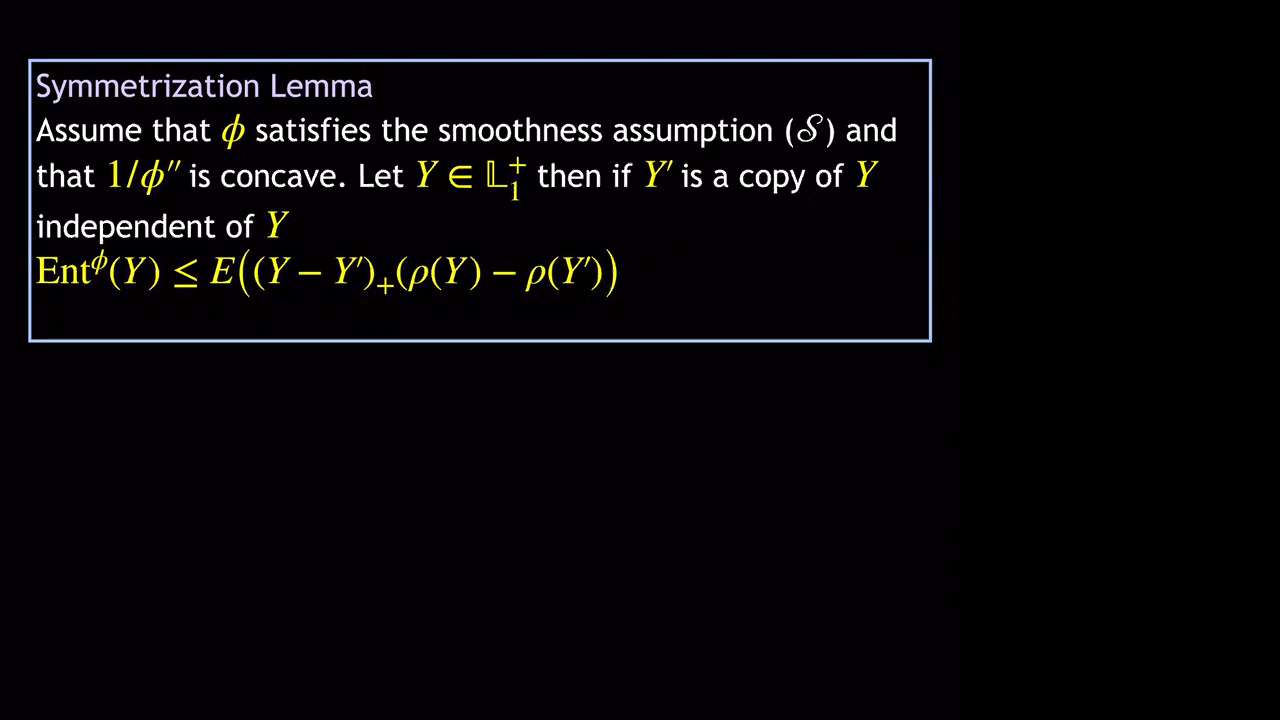 Symmetrization Lemma
Assume that ϕ satisfies the smoothness assumption (𝒮) and
that 1/ϕ″ is concave. Let Y ∈ 𝕃₁⁺ then if Y′ is a copy of Y
independent of Y
Entᵠ(Y) ≤ E((Y − Y′)₊(ρ(Y) − ρ(Y′))